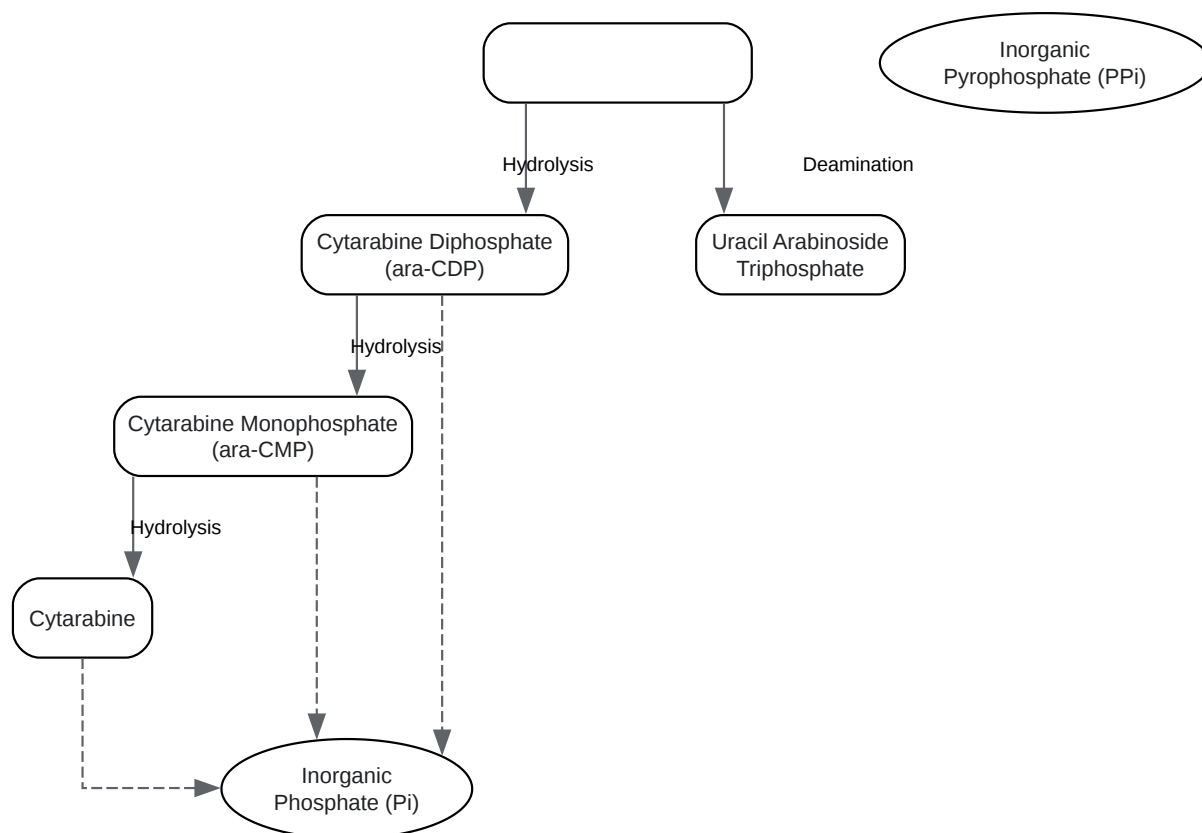 Inorganic
Pyrophosphate (PPi)
Hydrolysis
Deamination
Cytarabine Diphosphate
(ara-CDP)
Uracil Arabinoside
Triphosphate
Hydrolysis
Cytarabine Monophosphate
(ara-CMP)
Hydrolysis
Cytarabine
Inorganic
Phosphate (Pi)